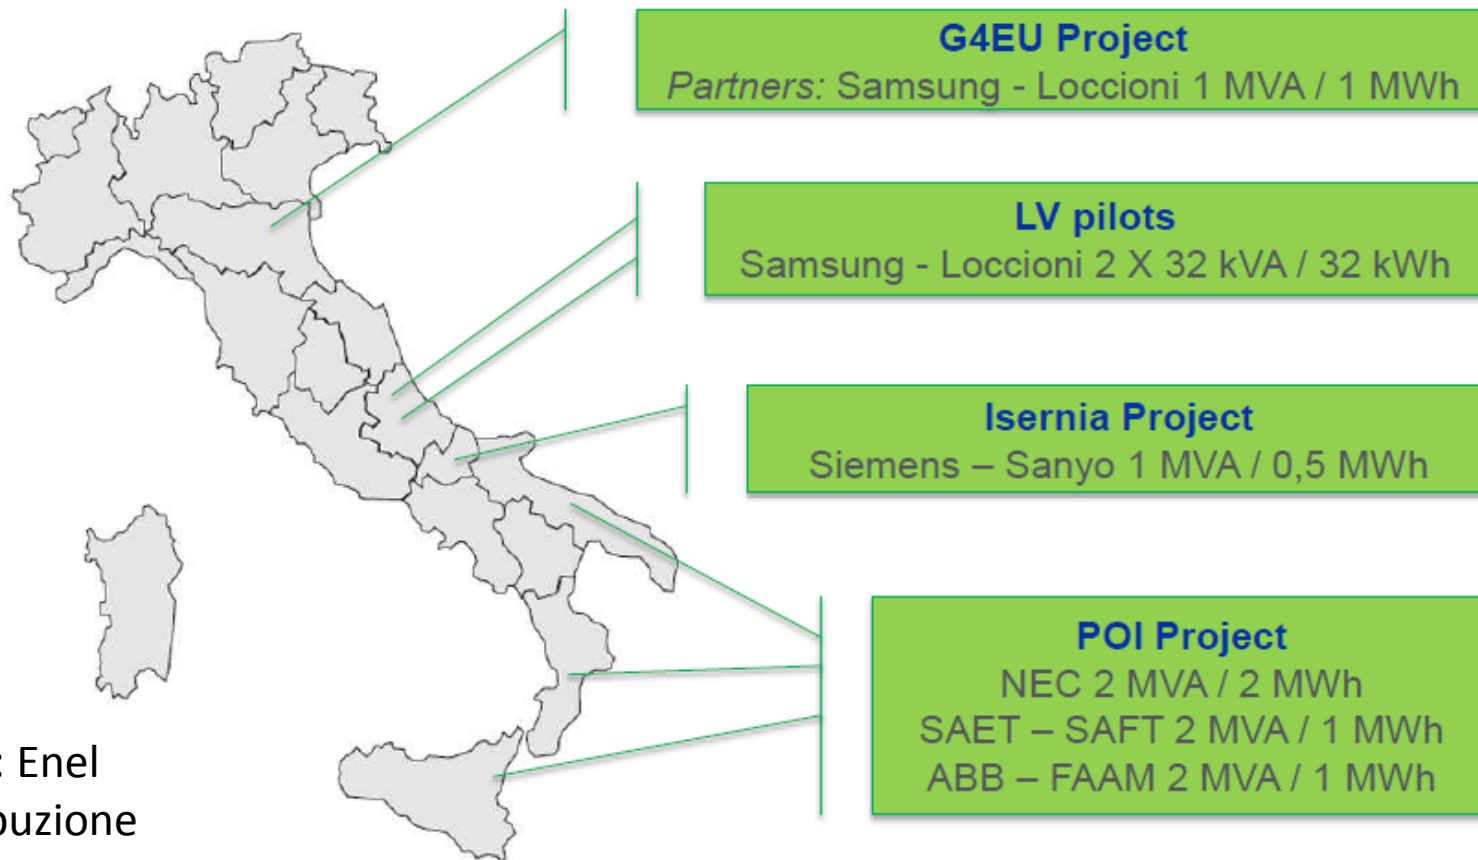 G4EU Project
Partners: Samsung - Loccioni 1 MVA / 1 MWh
LV pilots
Samsung - Loccioni 2 X 32 kVA / 32 kWh
Isernia Project
Siemens – Sanyo 1 MVA / 0,5 MWh
POI Project
NEC 2 MVA / 2 MWh
SAET – SAFT 2 MVA / 1 MWh
ABB – FAAM 2 MVA / 1 MWh
: Enel
buzione